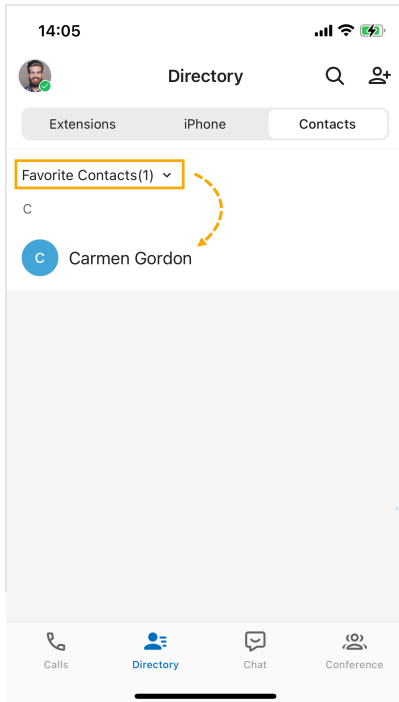 14:05
Directory
Extensions iPhone Contacts
Favorite Contacts(1)
C
C Carmen Gordon
Calls Directory Chat Conference